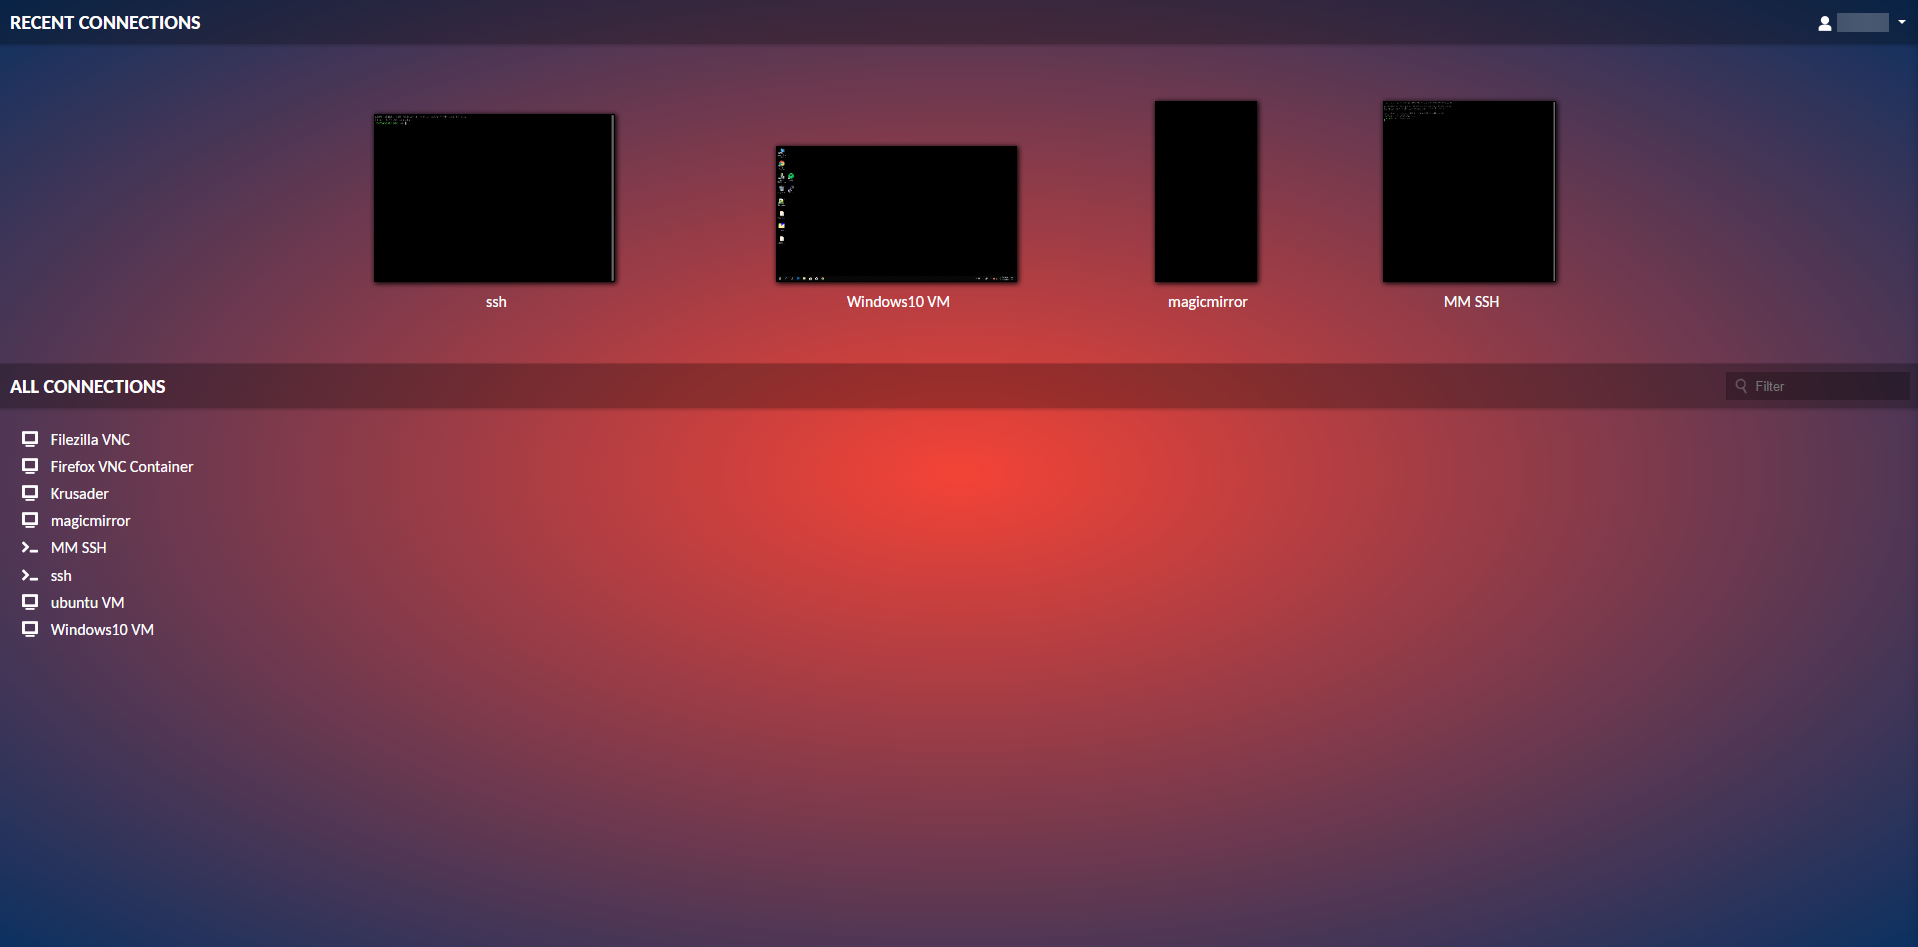 RECENT CONNECTIONS
ssh
Windows10 VM
magicmirror
MM SSH
ALL CONNECTIONS
Filter
Filezilla VNC
Firefox VNC Container
Krusader
magicmirror
MM SSH
ssh
ubuntu VM
Windows10 VM